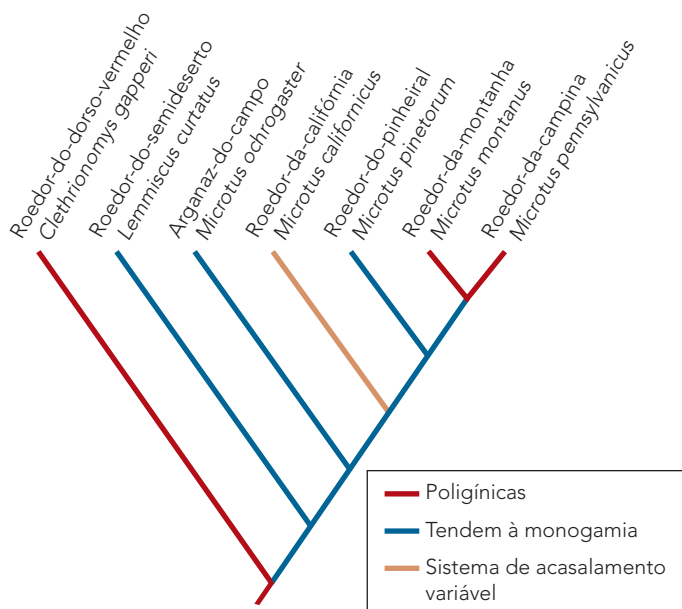 Roedor-do-dorso-vermelho
Clethrionomys gapperi
Roedor-do-semideserto
Lemmiscus curtatus
Arganaz-do-campo
Microtus ochrogaster
Roedor-da-califórnia
Microtus californicus
Roedor-do-pinheiral
Microtus pinetorum
Roedor-da-montanha
Microtus montanus
Roedor-da-campina
Microtus pennsylvanicus
Poligínicas
Tendem à monogamia
Sistema de acasalamento
variável